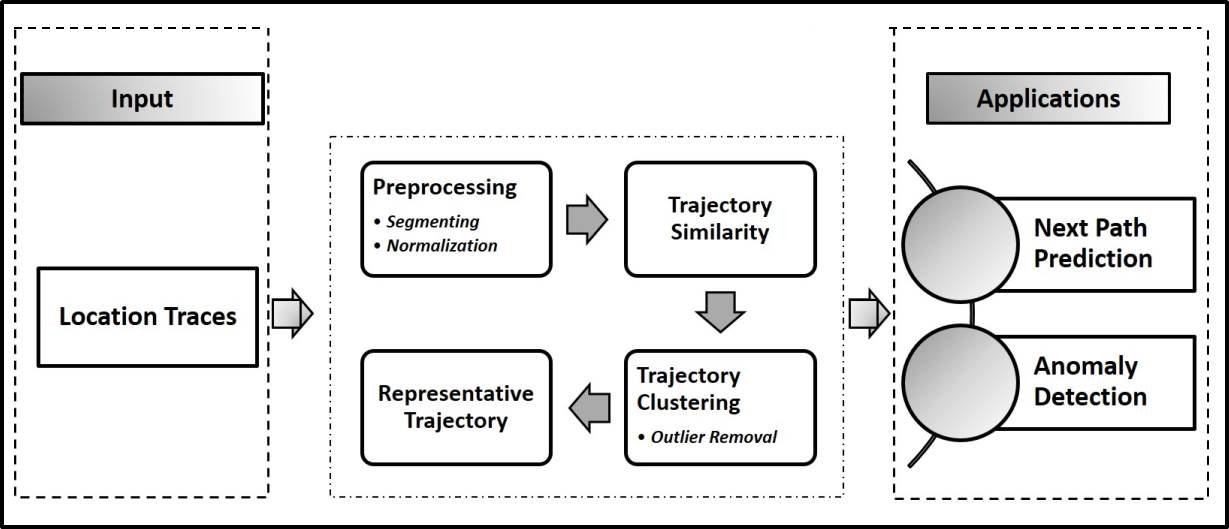 Input
Location Traces
Preprocessing
• Segmenting
• Normalization
Trajectory
Similarity
Trajectory
Clustering
• Outlier Removal
Representative
Trajectory
Applications
Next Path
Prediction
Anomaly
Detection